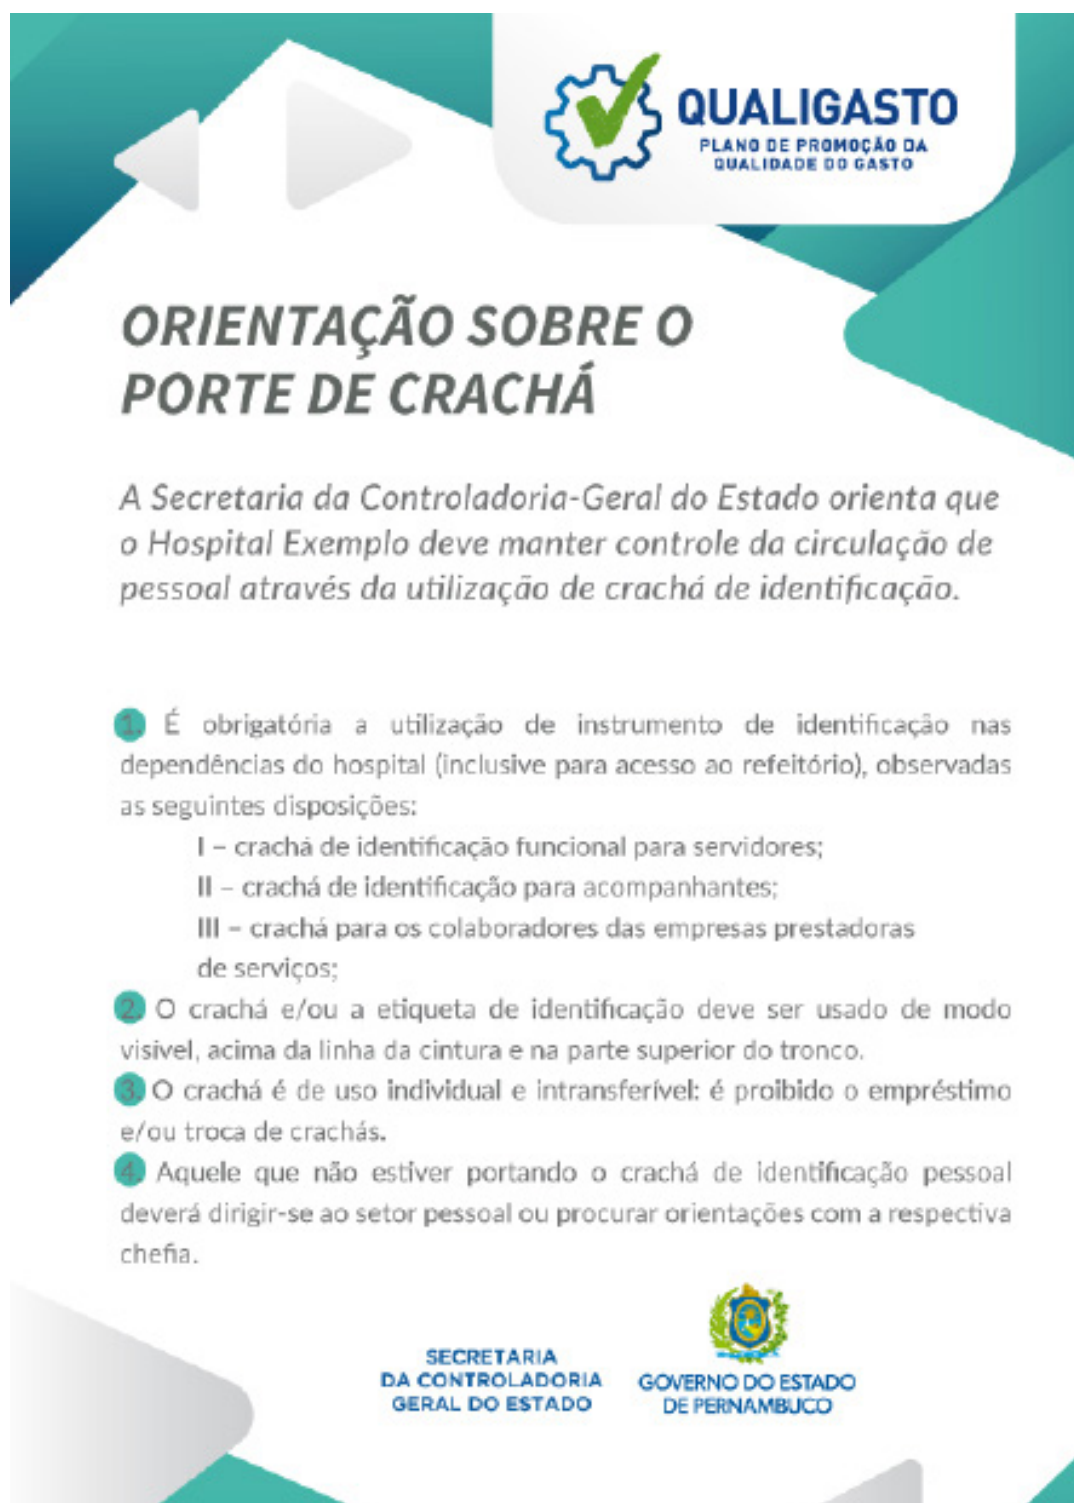 QUALIGASTO
PLANO DE PROMOÇÃO DA
QUALIDADE DO GASTO
ORIENTAÇÃO SOBRE O
PORTE DE CRACHÁ
A Secretaria da Controladoria-Geral do Estado orienta que
o Hospital Exemplo deve manter controle da circulação de
pessoal através da utilização de crachá de identificação.
1. É obrigatória a utilização de instrumento de identificação nas
dependências do hospital (inclusive para acesso ao refeitório), observadas
as seguintes disposições:
I – crachá de identificação funcional para servidores;
II – crachá de identificação para acompanhantes;
III – crachá para os colaboradores das empresas prestadoras
de serviços;
2. O crachá e/ou a etiqueta de identificação deve ser usado de modo
visível, acima da linha da cintura e na parte superior do tronco.
3. O crachá é de uso individual e intransferível: é proibido o empréstimo
e/ou troca de crachás.
4. Aquele que não estiver portando o crachá de identificação pessoal
deverá dirigir-se ao setor pessoal ou procurar orientações com a respectiva
chefia.
SECRETARIA
DA CONTROLADORIA
GERAL DO ESTADO
GOVERNO DO ESTADO
DE PERNAMBUCO